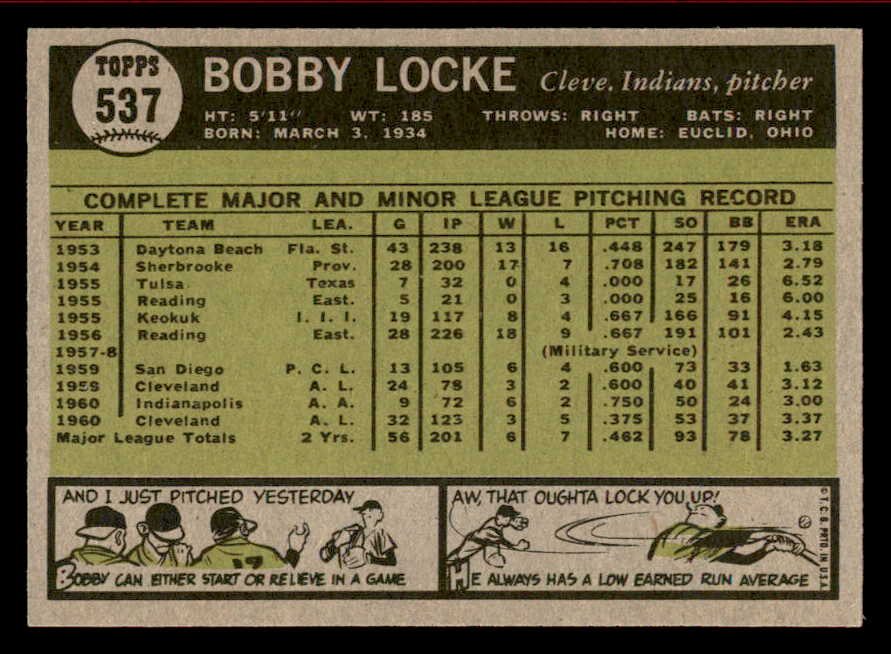 TOPPS
537
BOBBY LOCKE Cleve. Indians, pitcher
HT: 5'11" WT: 185 THROWS: RIGHT BATS: RIGHT
BORN: MARCH 3, 1934 HOME: EUCLID, OHIO
COMPLETE MAJOR AND MINOR LEAGUE PITCHING RECORD
YEAR TEAM LEA. G IP W L PCT SO BB ERA
1953 Daytona Beach Fla. St. 43 238 13 16 .448 247 179 3.18
1954 Sherbrooke Prov. 28 200 17 7 .708 182 141 2.79
1955 Tulsa Texas 7 32 0 4 .000 17 26 6.52
1955 Reading East. 5 21 0 3 .000 25 16 6.00
1955 Keokuk I. I. I. 19 117 8 4 .667 166 91 4.15
1956 Reading East. 28 226 18 9 .667 191 101 2.43
1957-8 (Military Service)
1959 San Diego P. C. L. 13 105 6 4 .600 73 33 1.63
1959 Cleveland A. L. 24 78 3 2 .600 40 41 3.12
1960 Indianapolis A. A. 9 72 6 2 .750 50 24 3.00
1960 Cleveland A. L. 32 123 3 5 .375 53 37 3.37
Major League Totals 2 Yrs. 56 201 6 7 .462 93 78 3.27
AND I JUST PITCHED YESTERDAY
17
BOBBY CAN EITHER START OR RELIEVE IN A GAME
AW, THAT OUGHTA LOCK YOU UP!
HE ALWAYS HAS A LOW EARNED RUN AVERAGE
© T. C. G. PRTD. IN U.S.A.